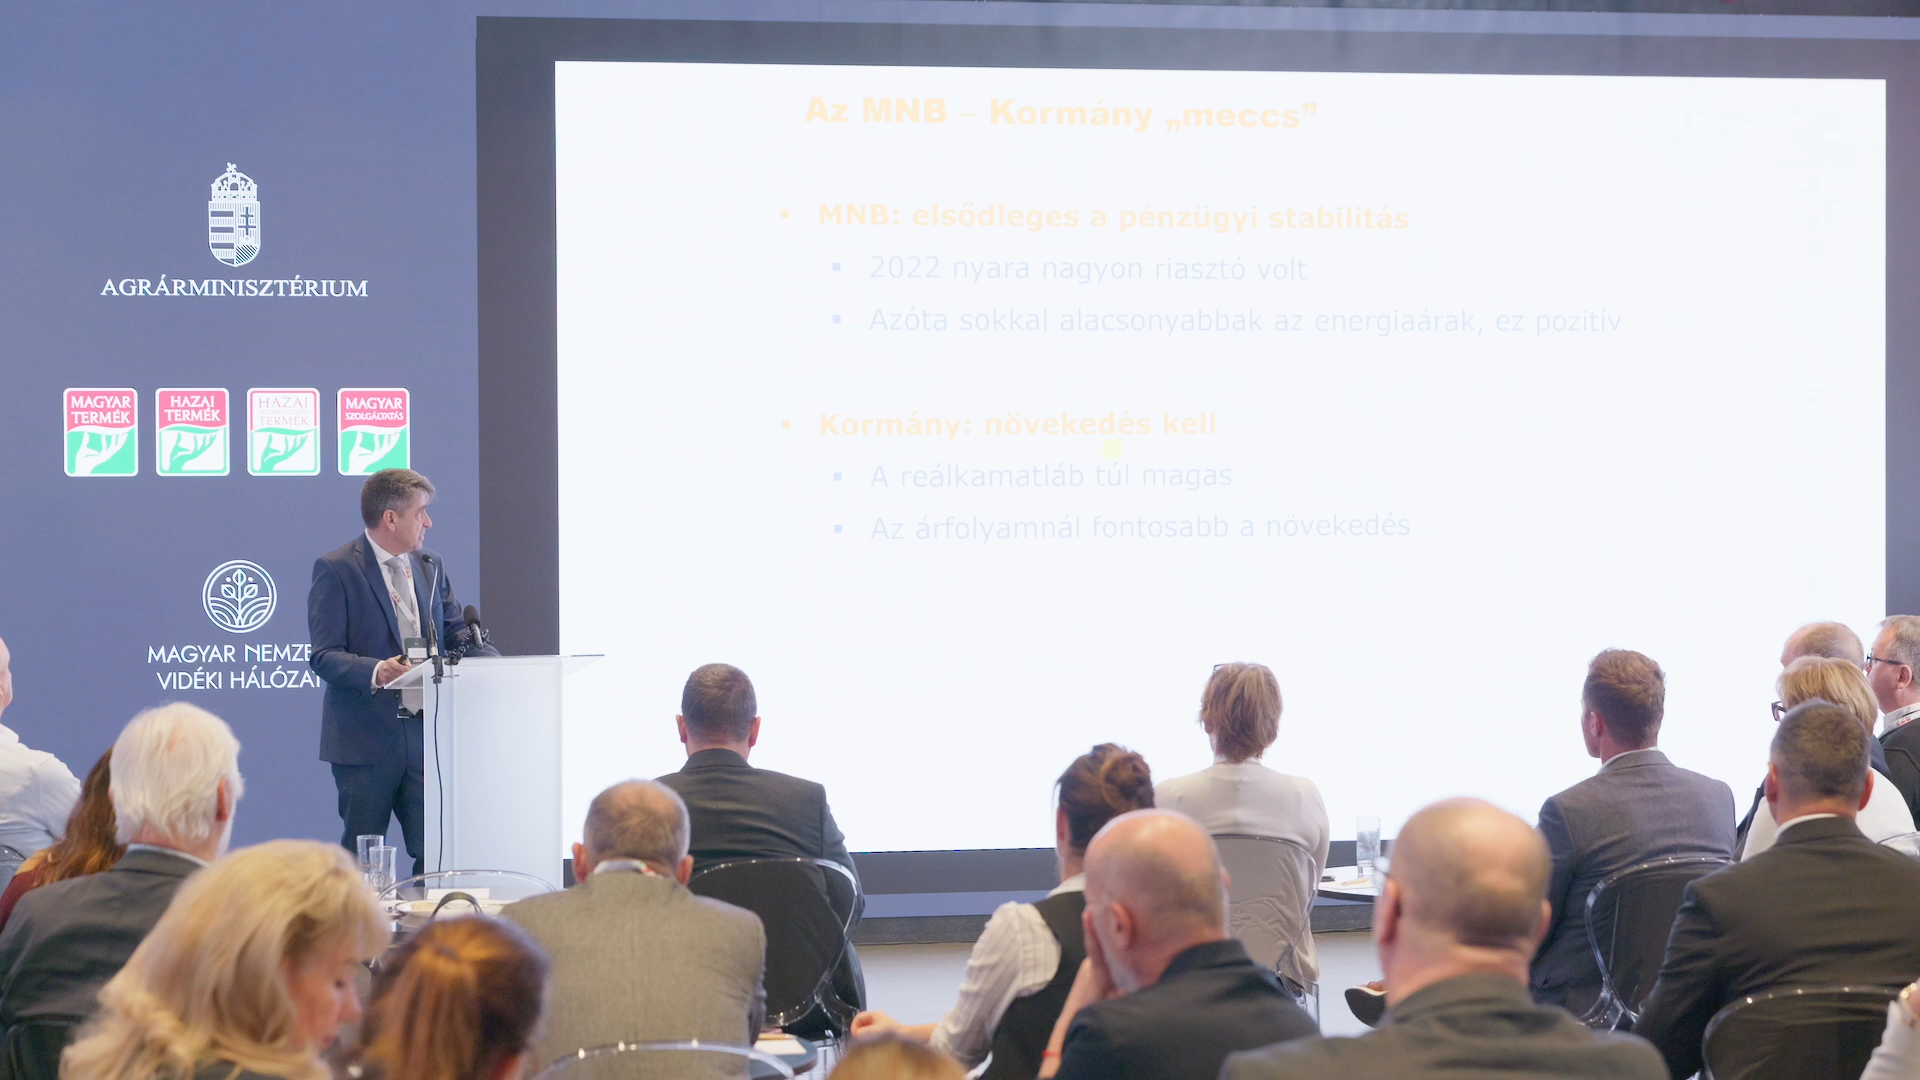 AGRÁRMINISZTÉRIUM
MAGYAR
TERMÉK
HAZAI
TERMÉK
HAZAI
TERMÉK
MAGYAR
SZOLGÁLTATÁS
MAGYAR NEMZE
VIDÉKI HÁLÓZAT
Az MNB – Kormány „meccs”
▪ MNB: elsődleges a pénzügyi stabilitás
▪ 2022 nyara nagyon riasztó volt
▪ Azóta sokkal alacsonyabbak az energiaárak, ez pozitív
▪ Kormány: növekedés kell
▪ A reálkamatláb túl magas
▪ Az árfolyamnál fontosabb a növekedés